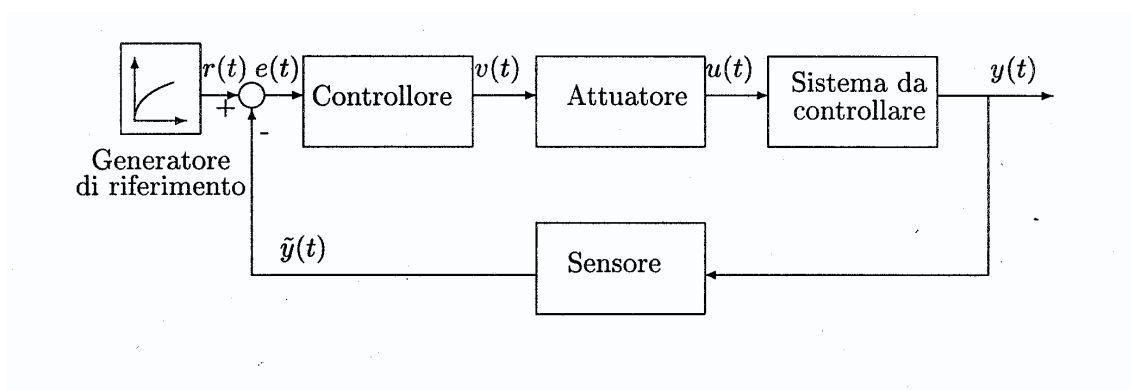 r(t) e(t)
v(t)
u(t)
y(t)
+
-
Controllore
Attuatore
Sistema da
controllare
Generatore
di riferimento
ỹ(t)
Sensore